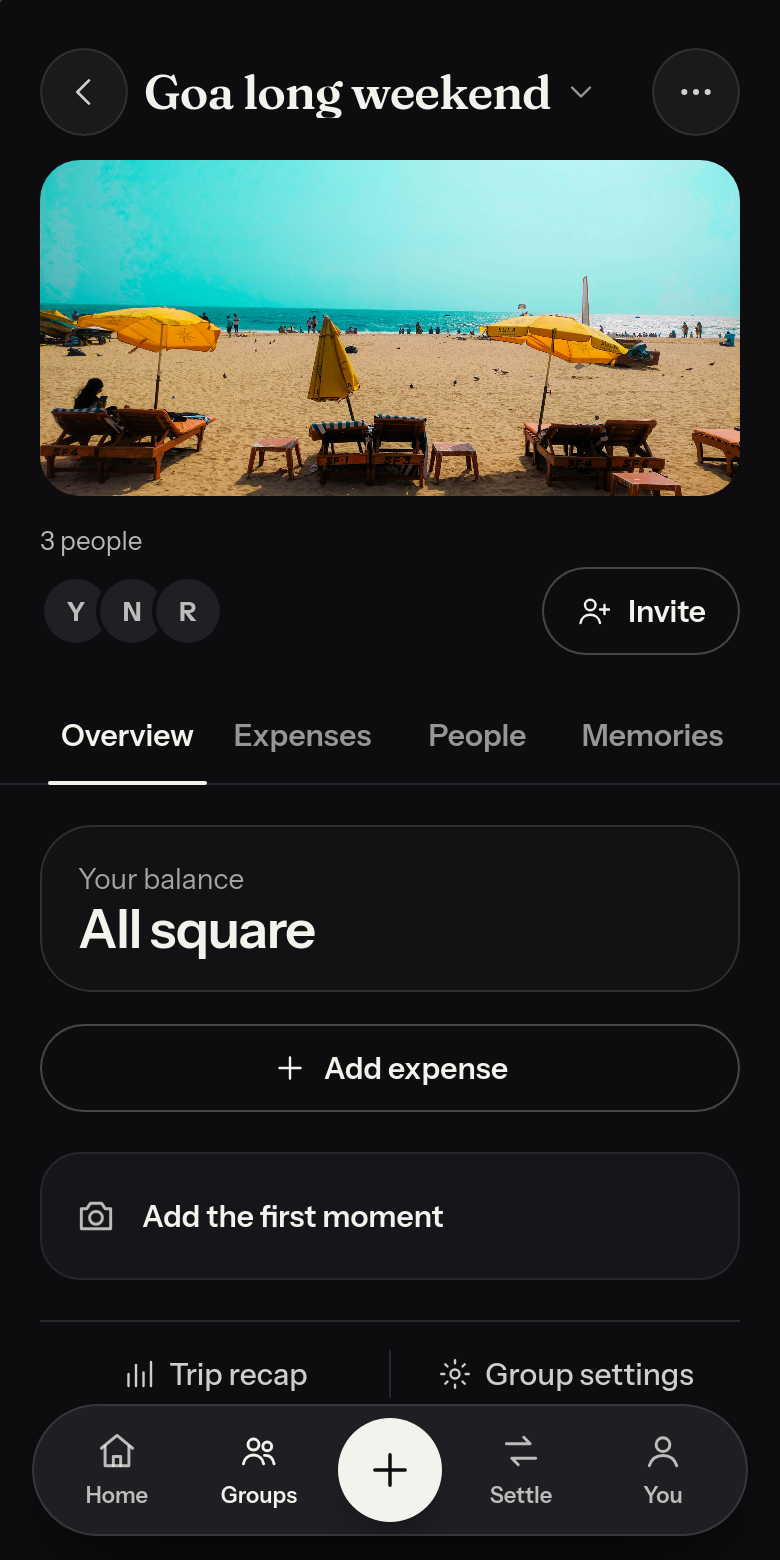 Goa long weekend
3 people
Y N R
Invite
Overview Expenses People Memories
Your balance
All square
Add expense
Add the first moment
Trip recap Group settings
Home Groups Settle You